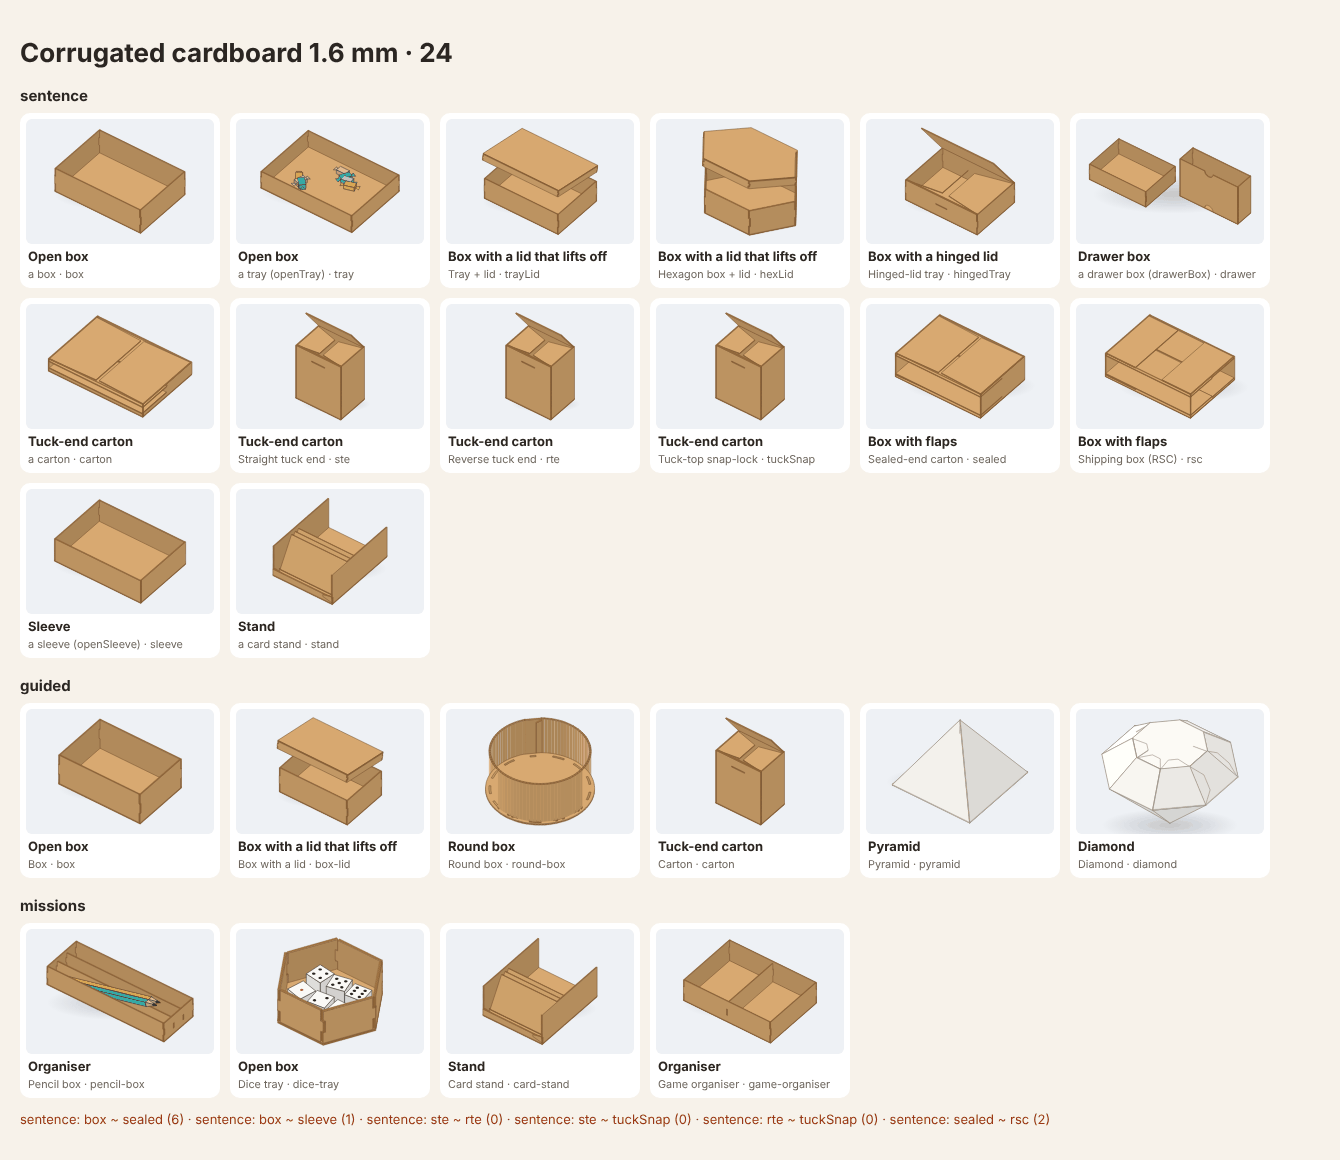 Corrugated cardboard 1.6 mm · 24
sentence
Open box
a box · box
Open box
a tray (openTray) · tray
Box with a lid that lifts off
Tray + lid · trayLid
Box with a lid that lifts off
Hexagon box + lid · hexLid
Box with a hinged lid
Hinged-lid tray · hingedTray
Drawer box
a drawer box (drawerBox) · drawer
Tuck-end carton
a carton · carton
Tuck-end carton
Straight tuck end · ste
Tuck-end carton
Reverse tuck end · rte
Tuck-end carton
Tuck-top snap-lock · tuckSnap
Box with flaps
Sealed-end carton · sealed
Box with flaps
Shipping box (RSC) · rsc
Sleeve
a sleeve (openSleeve) · sleeve
Stand
a card stand · stand
guided
Open box
Box · box
Box with a lid that lifts off
Box with a lid · box-lid
Round box
Round box · round-box
Tuck-end carton
Carton · carton
Pyramid
Pyramid · pyramid
Diamond
Diamond · diamond
missions
Organiser
Pencil box · pencil-box
Open box
Dice tray · dice-tray
Stand
Card stand · card-stand
Organiser
Game organiser · game-organiser
sentence: box ~ sealed (6) · sentence: box ~ sleeve (1) · sentence: ste ~ rte (0) · sentence: ste ~ tuckSnap (0) · sentence: rte ~ tuckSnap (0) · sentence: sealed ~ rsc (2)